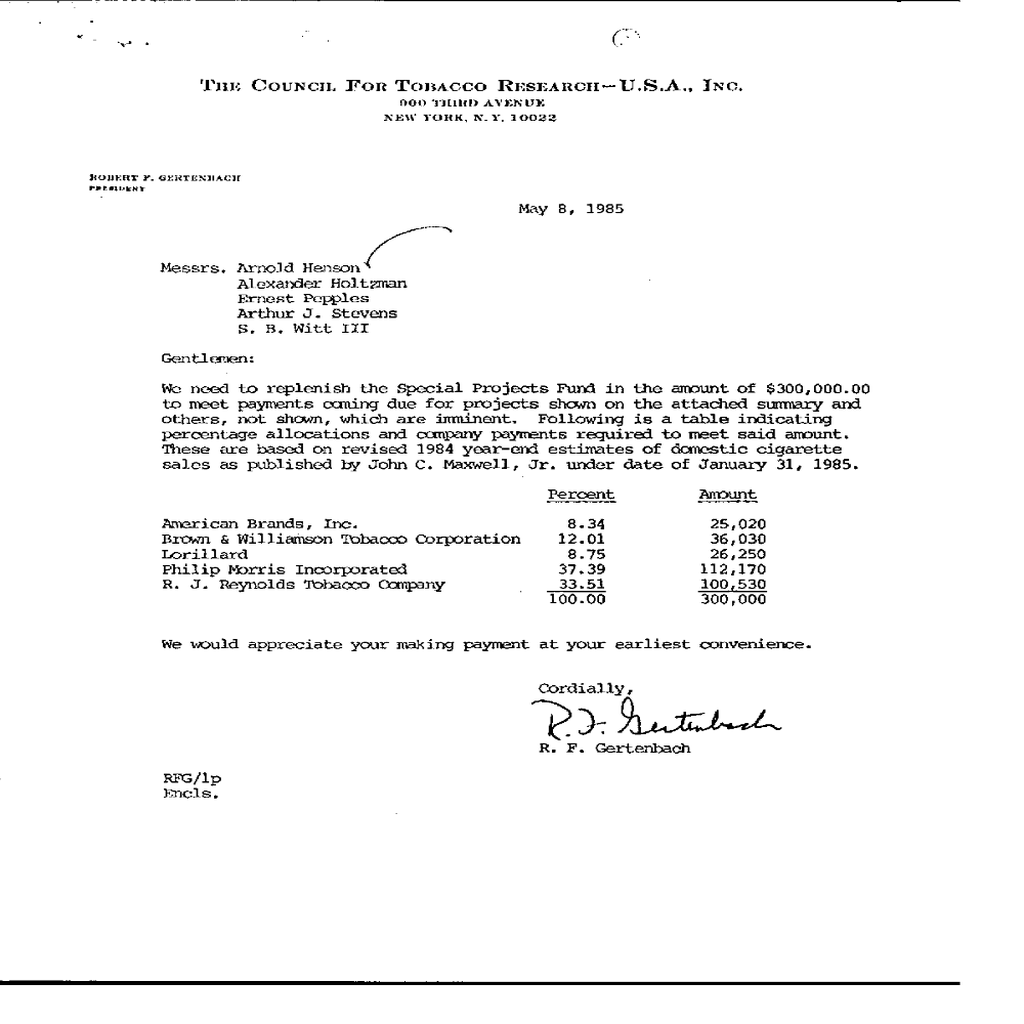 THE COUNCIL FOR TOBACCO RESEARCH—U.S.A., INC.
900 THIRD AVENUE
NEW YORK, N.Y. 10022
ROBERT F. GERTENBACH
PRESIDENT
May 8, 1985
Messrs. Arnold Henson
Alexander Holtzman
Ernest Pepples
Arthur J. Stevens
S. B. Witt III
Gentlemen:
We need to replenish the Special Projects Fund in the amount of $300,000.00
to meet payments coming due for projects shown on the attached summary and
others, not shown, which are imminent. Following is a table indicating
percentage allocations and company payments required to meet said amount.
These are based on revised 1984 year-end estimates of domestic cigarette
sales as published by John C. Maxwell, Jr. under date of January 31, 1985.
Percent Amount
American Brands, Inc. 8.34 25,020
Brown & Williamson Tobacco Corporation 12.01 36,030
Lorillard 8.75 26,250
Philip Morris Incorporated 37.39 112,170
R. J. Reynolds Tobacco Company 33.51 100,530
100.00 300,000
We would appreciate your making payment at your earliest convenience.
Cordially,
R. F. Gertenbach
R. F. Gertenbach
RFG/lp
Encls.